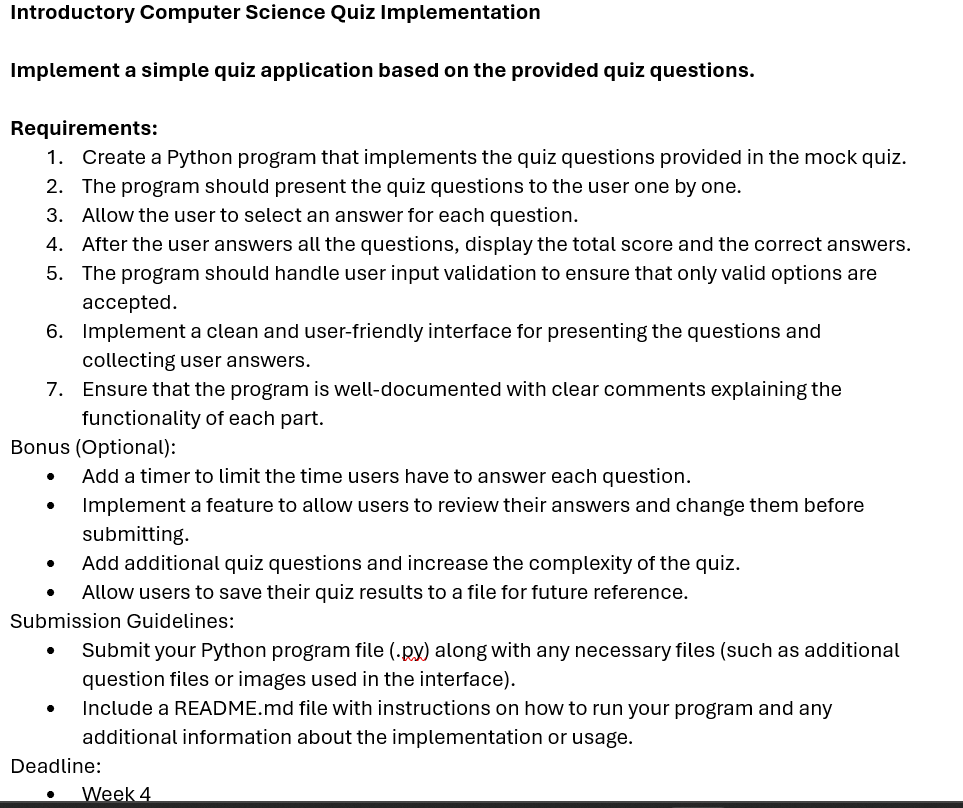 Introductory Computer Science Quiz Implementation
Implement a simple quiz application based on the provided quiz questions.
Requirements:
1. Create a Python program that implements the quiz questions provided in the mock quiz.
2. The program should present the quiz questions to the user one by one.
3. Allow the user to select an answer for each question.
4. After the user answers all the questions, display the total score and the correct answers.
5. The program should handle user input validation to ensure that only valid options are
accepted.
6. Implement a clean and user-friendly interface for presenting the questions and
collecting user answers.
7. Ensure that the program is well-documented with clear comments explaining the
functionality of each part.
Bonus (Optional):
• Add a timer to limit the time users have to answer each question.
• Implement a feature to allow users to review their answers and change them before
submitting.
• Add additional quiz questions and increase the complexity of the quiz.
• Allow users to save their quiz results to a file for future reference.
Submission Guidelines:
• Submit your Python program file (.py) along with any necessary files (such as additional
question files or images used in the interface).
• Include a README.md file with instructions on how to run your program and any
additional information about the implementation or usage.
Deadline:
• Week 4